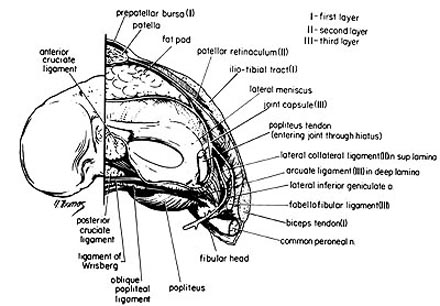 prepatellar bursa (I)
patella
fat pad
anterior
cruciate
ligament
I - first layer
II - second layer
III - third layer
patellar retinaculum (II)
ilio-tibial tract (I)
lateral meniscus
joint capsule (III)
popliteus tendon
(entering joint through hiatus)
lateral collateral ligament (III) in sup lamina
arcuate ligament (III) in deep lamina
lateral inferior geniculate a.
fabellofibular ligament (III)
biceps tendon (I)
common peroneal n.
fibular head
popliteus
oblique
popliteal
ligament
ligament of
Wrisberg
posterior
cruciate
ligament